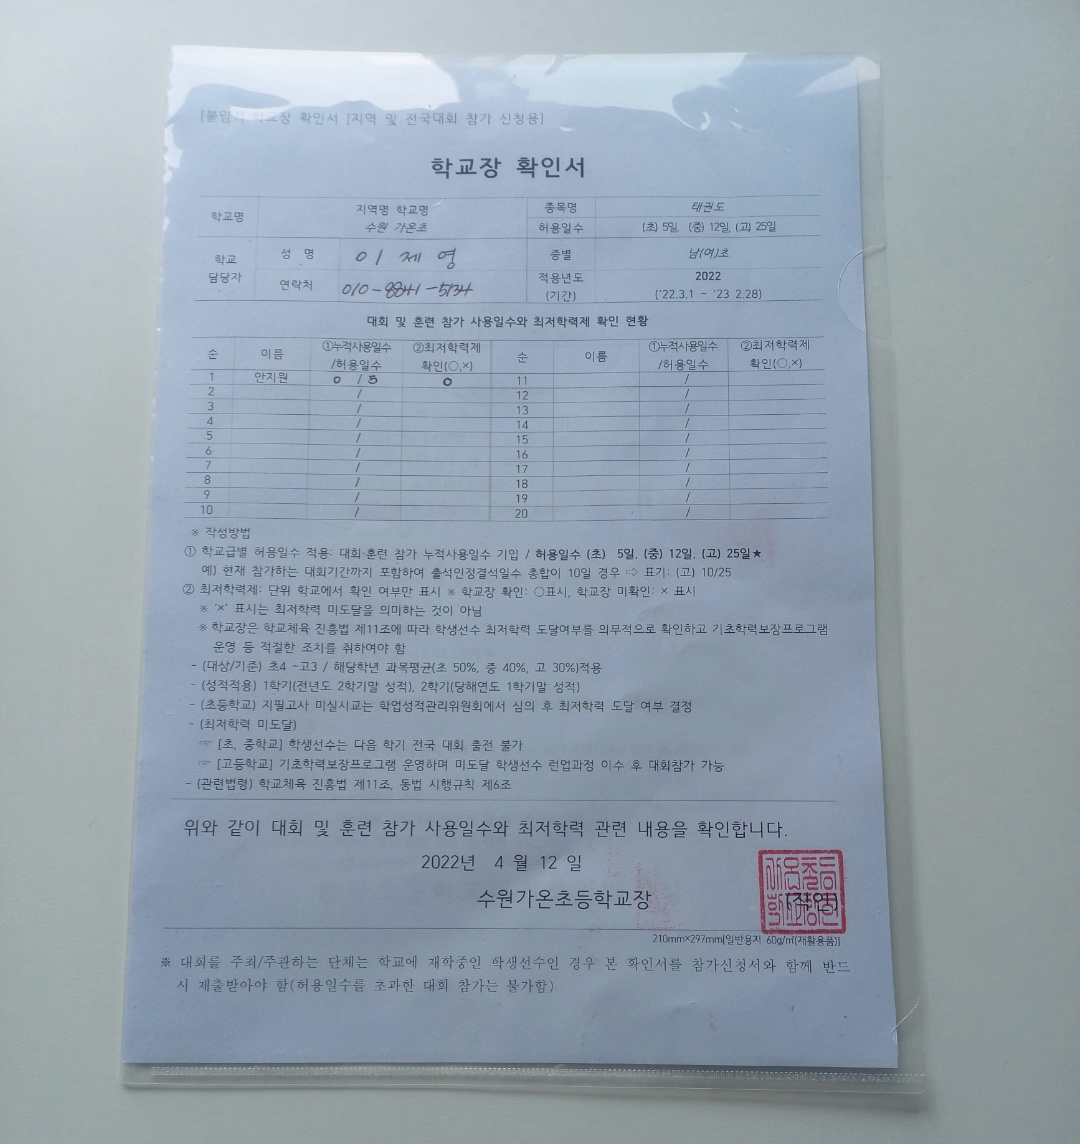 [붙임 학교장 확인서 [지역 및 전국대회 참가 신청용]
학교장 확인서
학교명 지역명 학교명 수원 가온초 종목명 태권도
허용일수 (초) 5일, (중) 12일, (고) 25일
학교 담당자 성 명 이제영 종별 남(여)초
연락처 010-8841-5134 적용년도 (기간) 2022 ('22.3.1 ~ '23 2.28)
대회 및 훈련 참가 사용일수와 최저학력제 확인 현황
순 이름 ①누적사용일수 /허용일수 ②최저학력제 확인(○,×) 순 이름 ①누적사용일수 /허용일수 ②최저학력제 확인(○,×)
1 안지원 0 / 5 O 11 /
2 / 12 /
3 / 13 /
4 / 14 /
5 / 15 /
6 / 16 /
7 / 17 /
8 / 18 /
9 / 19 /
10 / 20 /
※ 작성방법
① 학교급별 허용일수 적용: 대회·훈련 참가 누적사용일수 기입 / 허용일수 (초) 5일, (중) 12일, (고) 25일★
예) 현재 참가하는 대회기간까지 포함하여 출석인정결석일수 총합이 10일 경우 ⇨ 표기: (고) 10/25
② 최저학력제: 단위 학교에서 확인 여부만 표시 ※ 학교장 확인: ○표시, 학교장 미확인: × 표시
※ '×' 표시는 최저학력 미도달을 의미하는 것이 아님
※ 학교장은 학교체육 진흥법 제11조에 따라 학생선수 최저학력 도달여부를 의무적으로 확인하고 기초학력보장프로그램
운영 등 적절한 조치를 취하여야 함
- (대상/기준) 초4 ~고3 / 해당학년 과목평균(초 50%, 중 40%, 고 30%)적용
- (성적적용) 1학기(전년도 2학기말 성적), 2학기(당해연도 1학기말 성적)
- (초등학교) 지필고사 미실시교는 학업성적관리위원회에서 심의 후 최저학력 도달 여부 결정
- (최저학력 미도달)
☞ [초, 중학교] 학생선수는 다음 학기 전국 대회 출전 불가
☞ [고등학교] 기초학력보장프로그램 운영하며 미도달 학생선수 런업과정 이수 후 대회참가 가능
- (관련법령) 학교체육 진흥법 제11조, 동법 시행규칙 제6조
위와 같이 대회 및 훈련 참가 사용일수와 최저학력 관련 내용을 확인합니다.
2022년 4 월 12 일
수원가온초등학교장 (직인)
210mm×297mm[일반용지 60g/㎡(재활용품)]
※ 대회를 주최/주관하는 단체는 학교에 재학중인 학생선수인 경우 본 확인서를 참가신청서와 함께 반드
시 제출받아야 함(허용일수를 초과한 대회 참가는 불가함)